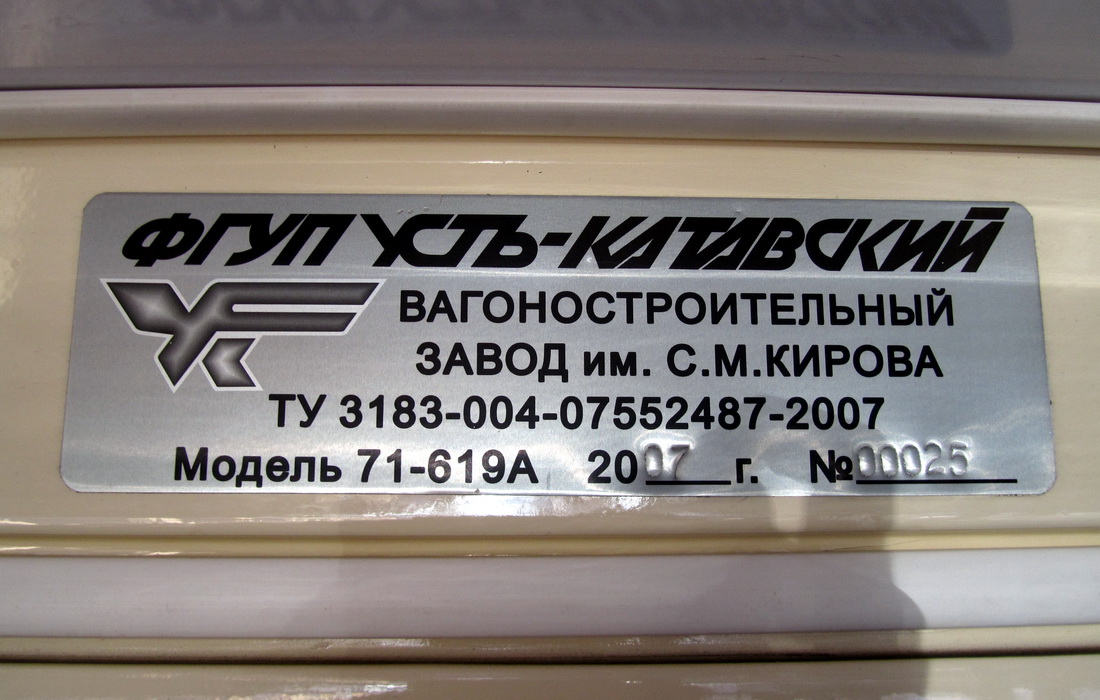 ФГУП УСТЬ-КАТАВСКИЙ
ВАГОНОСТРОИТЕЛЬНЫЙ
ЗАВОД им. С.М.КИРОВА
ТУ 3183-004-07552487-2007
Модель 71-619А 2007 г. №00025